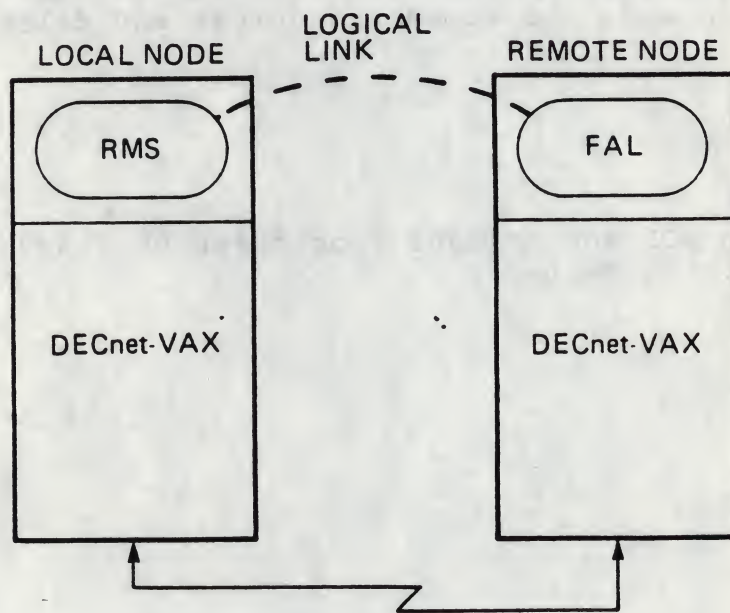 LOGICAL
LINK
LOCAL NODE
REMOTE NODE
RMS
FAL
DECnet-VAX
DECnet-VAX